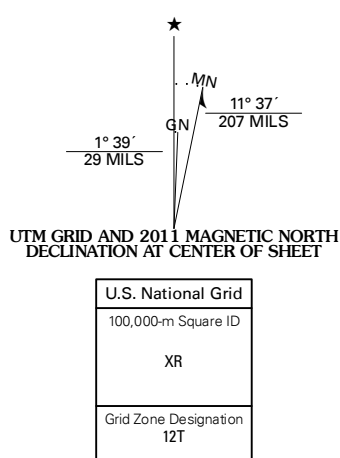 ★
MN
11° 37´
207 MILS
GN
1° 39´
29 MILS
UTM GRID AND 2011 MAGNETIC NORTH
DECLINATION AT CENTER OF SHEET
U.S. National Grid
100,000-m Square ID
XR
Grid Zone Designation
12T